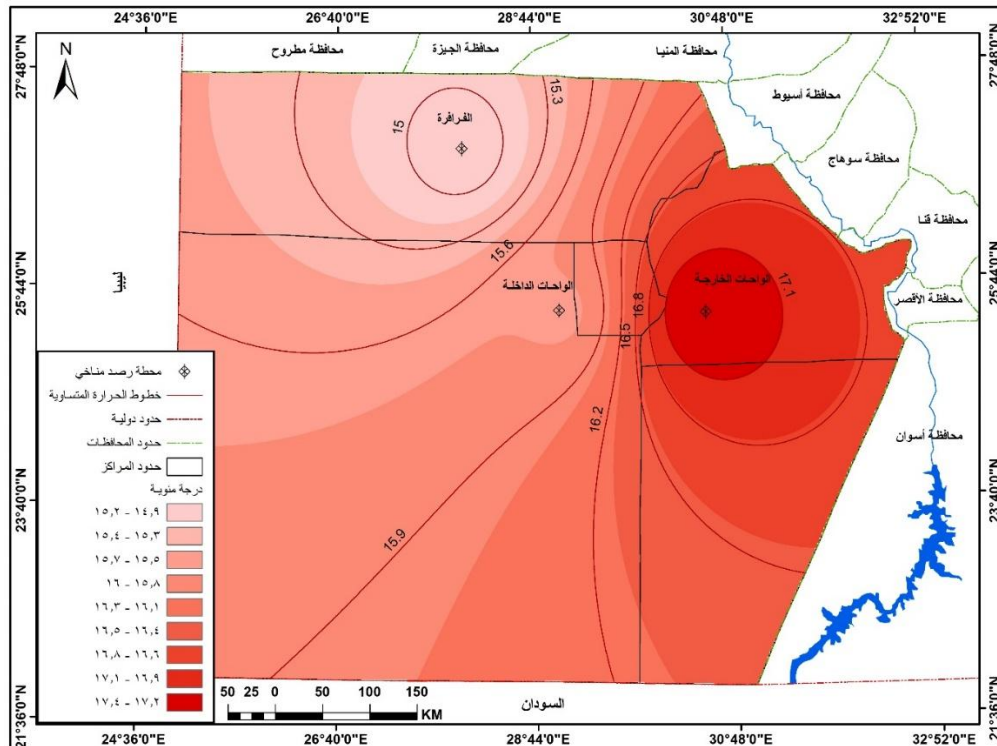 24°36'0"E 26°40'0"E 28°44'0"E 30°48'0"E 32°52'0"E
27°48'0"N
25°44'0"N
23°40'0"N
21°36'0"N
N
محافظة مطروح
محافظة الجيزة
محافظة المنيا
محافظة أسيوط
محافظة سوهاج
محافظة قنا
محافظة الأقصر
محافظة أسوان
ليبيا
السودان
الفرافرة
الواحات الداخلة
الواحات الخارجة
15
15.3
15.6
15.9
16.2
16.5
16.8
17.1
محطة رصد مناخي
خطوط الحرارة المتساوية
حدود دولية
حدود المحافظات
حدود المراكز
درجة مئوية
١٤,٩ - ١٥,٢
١٥,٣ - ١٥,٤
١٥,٥ - ١٥,٧
١٥,٨ - ١٦
١٦,١ - ١٦,٣
١٦,٤ - ١٦,٥
١٦,٦ - ١٦,٨
١٦,٩ - ١٧,١
١٧,٢ - ١٧,٤
50 25 0 50 100 150
KM
27°48'0"N
25°44'0"N
23°40'0"N
21°36'0"N
24°36'0"E 26°40'0"E 28°44'0"E 30°48'0"E 32°52'0"E